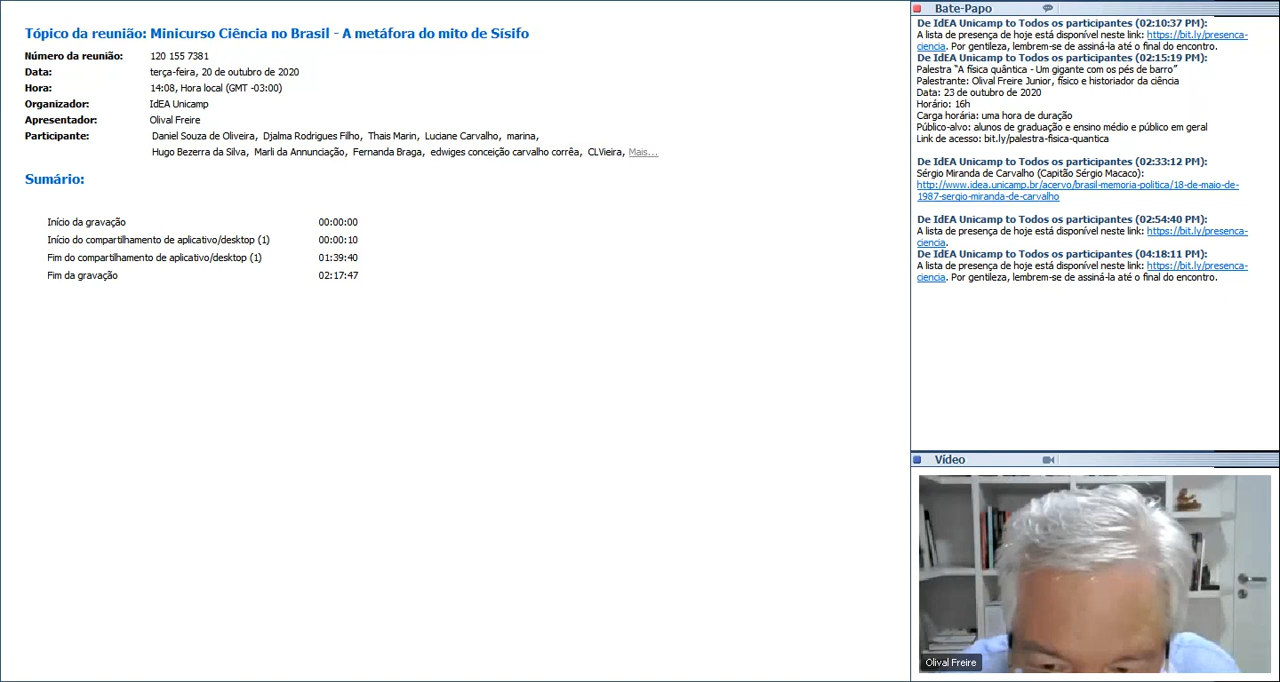 Tópico da reunião: Minicurso Ciência no Brasil - A metáfora do mito de Sísifo
Número da reunião: 120 155 7381
Data: terça-feira, 20 de outubro de 2020
Hora: 14:08, Hora local (GMT -03:00)
Organizador: IdEA Unicamp
Apresentador: Olival Freire
Participante: Daniel Souza de Oliveira, Djalma Rodrigues Filho, Thais Marin, Luciane Carvalho, marina,
Hugo Bezerra da Silva, Marli da Annunciação, Fernanda Braga, edwiges conceição carvalho corrêa, CLVieira, Mais...
Sumário:
Início da gravação 00:00:00
Início do compartilhamento de aplicativo/desktop (1) 00:00:10
Fim do compartilhamento de aplicativo/desktop (1) 01:39:40
Fim da gravação 02:17:47
Bate-Papo
De IdEA Unicamp to Todos os participantes (02:10:37 PM):
A lista de presença de hoje está disponível neste link: https://bit.ly/presenca-
ciencia. Por gentileza, lembrem-se de assiná-la até o final do encontro.
De IdEA Unicamp to Todos os participantes (02:15:19 PM):
Palestra “A física quântica - Um gigante com os pés de barro”
Palestrante: Olival Freire Junior, físico e historiador da ciência
Data: 23 de outubro de 2020
Horário: 16h
Carga horária: uma hora de duração
Público-alvo: alunos de graduação e ensino médio e público em geral
Link de acesso: bit.ly/palestra-fisica-quantica
De IdEA Unicamp to Todos os participantes (02:33:12 PM):
Sérgio Miranda de Carvalho (Capitão Sérgio Macaco):
http://www.idea.unicamp.br/acervo/brasil-memoria-politica/18-de-maio-de-
1987-sergio-miranda-de-carvalho
De IdEA Unicamp to Todos os participantes (02:54:40 PM):
A lista de presença de hoje está disponível neste link: https://bit.ly/presenca-
ciencia.
De IdEA Unicamp to Todos os participantes (04:18:11 PM):
A lista de presença de hoje está disponível neste link: https://bit.ly/presenca-
ciencia. Por gentileza, lembrem-se de assiná-la até o final do encontro.
Vídeo
Olival Freire